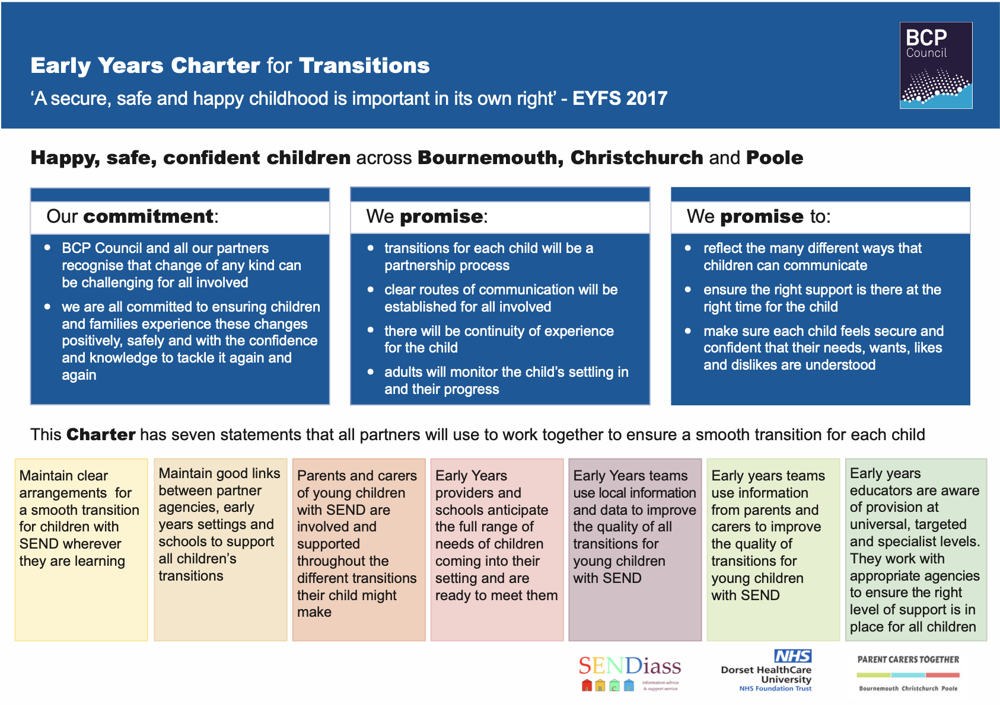 BCP
Council
Early Years Charter for Transitions
‘A secure, safe and happy childhood is important in its own right’ - EYFS 2017
Happy, safe, confident children across Bournemouth, Christchurch and Poole
Our commitment:
• BCP Council and all our partners
recognise that change of any kind can
be challenging for all involved
• we are all committed to ensuring children
and families experience these changes
positively, safely and with the confidence
and knowledge to tackle it again and
again
We promise:
• transitions for each child will be a
partnership process
• clear routes of communication will be
established for all involved
• there will be continuity of experience
for the child
• adults will monitor the child’s settling in
and their progress
We promise to:
• reflect the many different ways that
children can communicate
• ensure the right support is there at the
right time for the child
• make sure each child feels secure and
confident that their needs, wants, likes
and dislikes are understood
This Charter has seven statements that all partners will use to work together to ensure a smooth transition for each child
Maintain clear
arrangements for
a smooth transition
for children with
SEND wherever
they are learning
Maintain good links
between partner
agencies, early
years settings and
schools to support
all children’s
transitions
Parents and carers
of young children
with SEND are
involved and
supported
throughout the
different transitions
their child might
make
Early Years
providers and
schools anticipate
the full range of
needs of children
coming into their
setting and are
ready to meet them
Early Years teams
use local information
and data to improve
the quality of all
transitions for
young children
with SEND
Early years teams
use information
from parents and
carers to improve
the quality of
transitions for
young children
with SEND
Early years
educators are aware
of provision at
universal, targeted
and specialist levels.
They work with
appropriate agencies
to ensure the right
level of support is in
place for all children
SENDiass
A B C P
information advice
& support service
NHS
Dorset HealthCare
University
NHS Foundation Trust
PARENT CARERS TOGETHER
Bournemouth Christchurch Poole